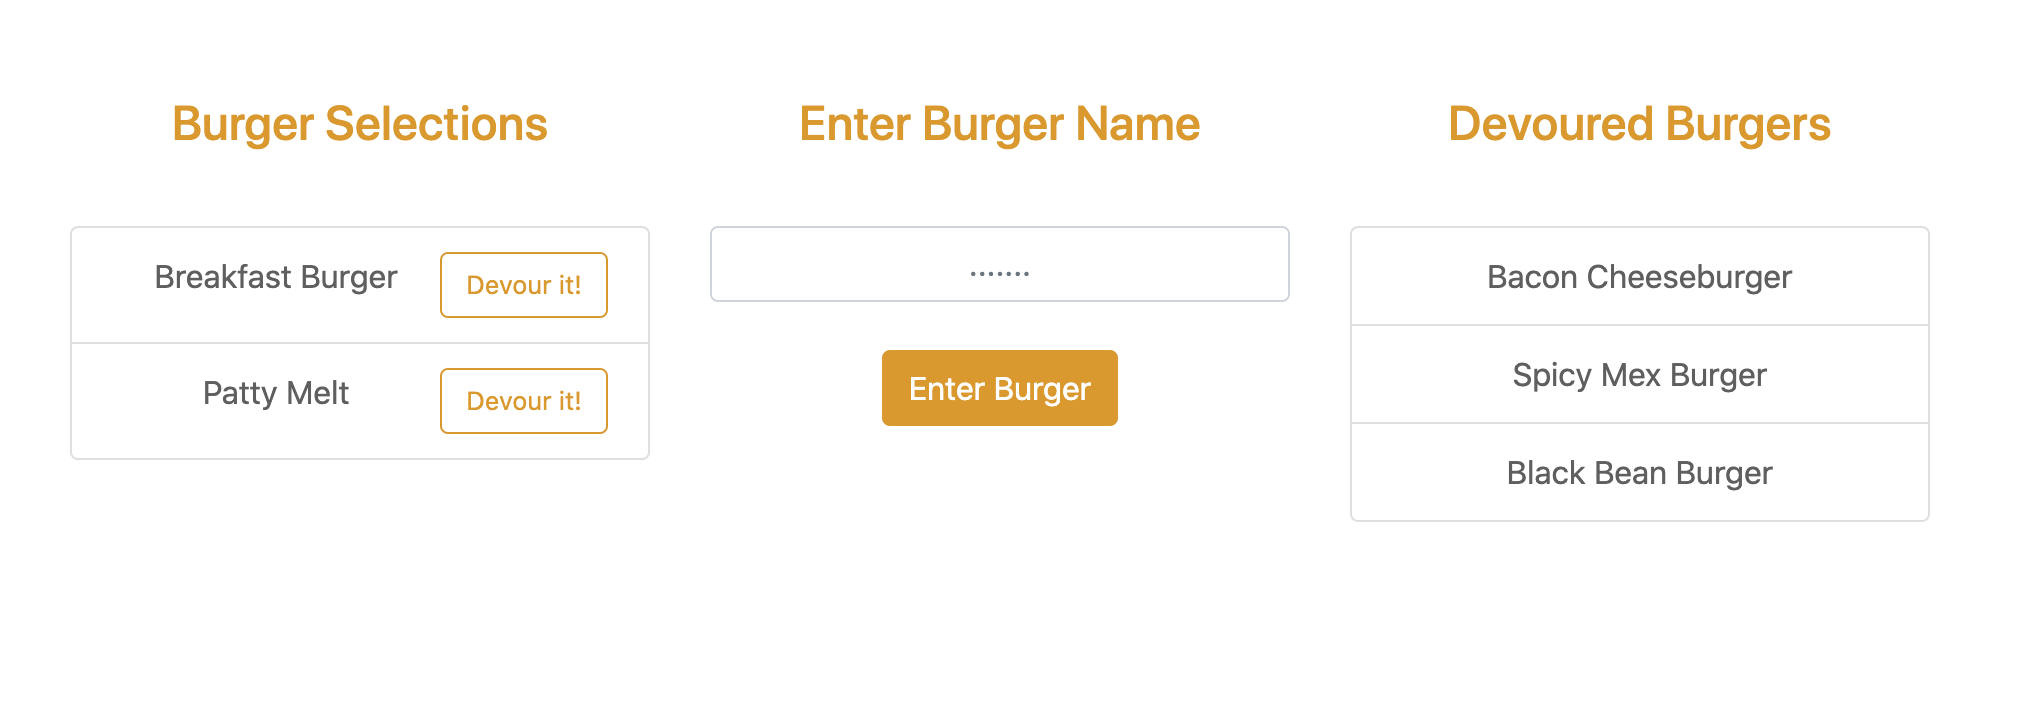 Burger Selections
Breakfast Burger Devour it!
Patty Melt Devour it!
Enter Burger Name
.......
Enter Burger
Devoured Burgers
Bacon Cheeseburger
Spicy Mex Burger
Black Bean Burger